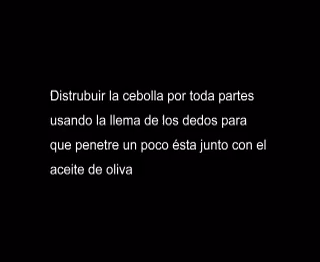 Distrubuir la cebolla por toda partes
usando la llema de los dedos para
que penetre un poco ésta junto con el
aceite de oliva